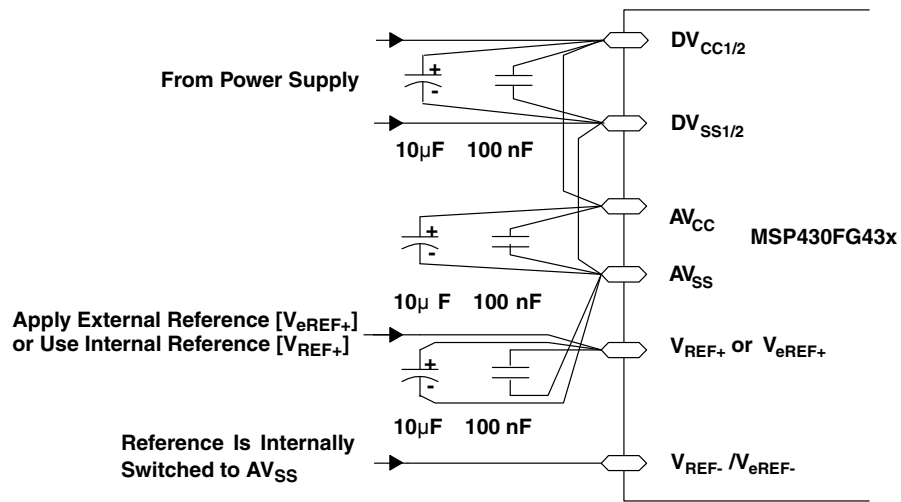 DVCC1/2
+
From Power Supply
-
DVSS1/2
10μF 100 nF
AVCC
+
MSP430FG43x
-
AVSS
10μ F 100 nF
Apply External Reference [VeREF+]
or Use Internal Reference [VREF+]
VREF+ or VeREF+
+
-
10μF 100 nF
Reference Is Internally
Switched to AVSS
VREF- /VeREF-